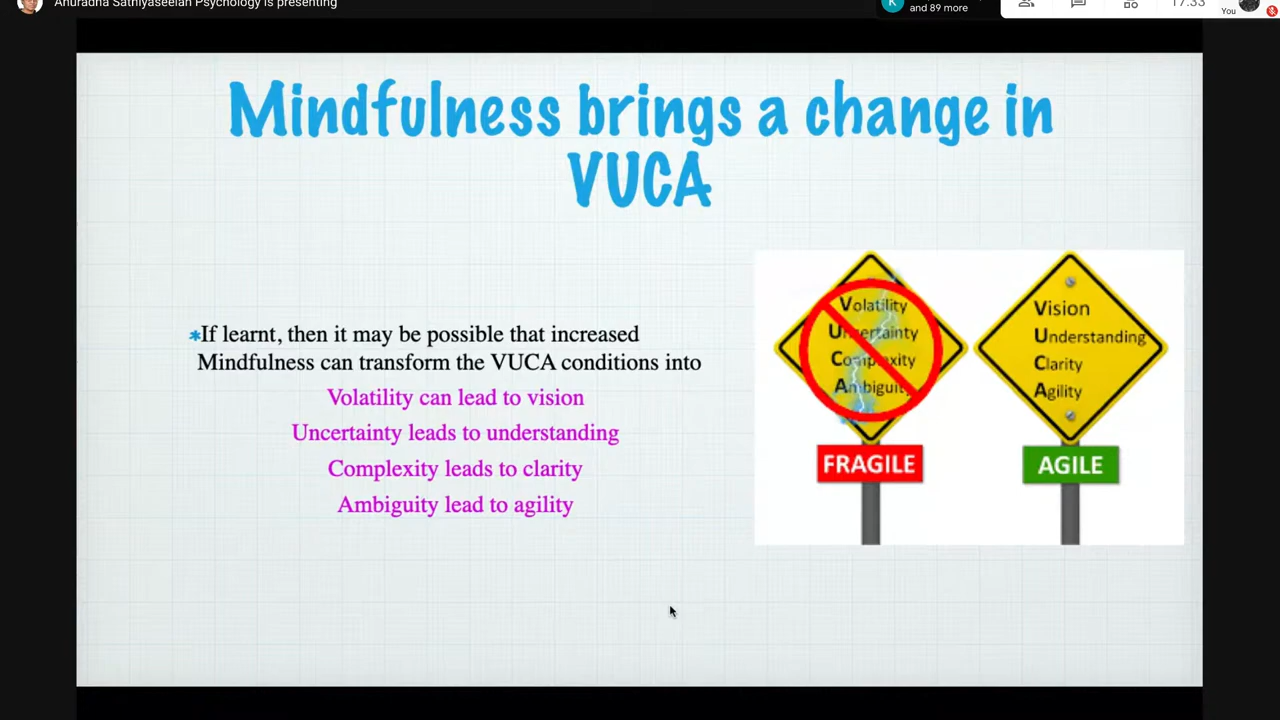 Anuradha Sathiyaseelan Psychology is presenting
K
and 89 more
17:33
You
Mindfulness brings a change in
VUCA
*If learnt, then it may be possible that increased
Mindfulness can transform the VUCA conditions into
Volatility can lead to vision
Uncertainty leads to understanding
Complexity leads to clarity
Ambiguity lead to agility
Volatility
Uncertainty
Complexity
Ambiguity
FRAGILE
Vision
Understanding
Clarity
Agility
AGILE